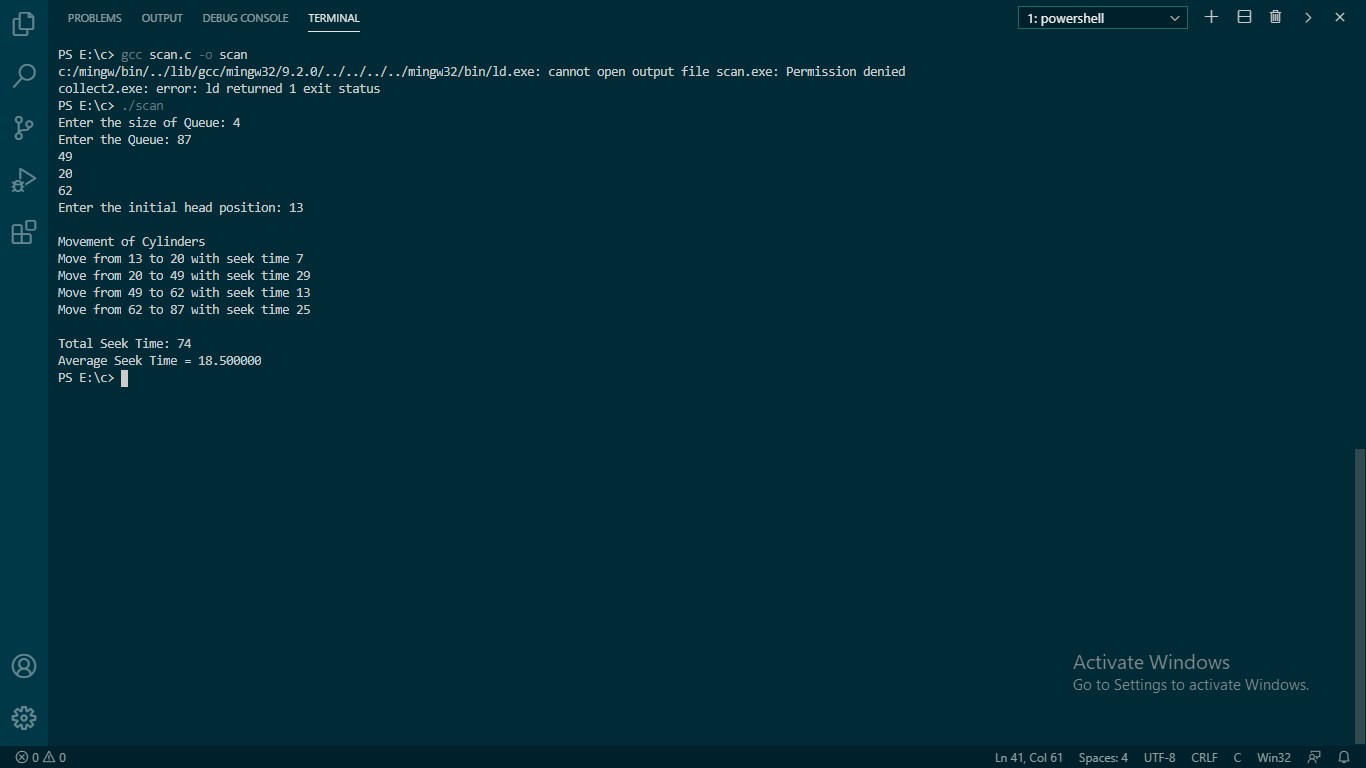 PROBLEMS OUTPUT DEBUG CONSOLE TERMINAL 1: powershell
PS E:\c> gcc scan.c -o scan
c:/mingw/bin/../lib/gcc/mingw32/9.2.0/../../../../mingw32/bin/ld.exe: cannot open output file scan.exe: Permission denied
collect2.exe: error: ld returned 1 exit status
PS E:\c> ./scan
Enter the size of Queue: 4
Enter the Queue: 87
49
20
62
Enter the initial head position: 13
Movement of Cylinders
Move from 13 to 20 with seek time 7
Move from 20 to 49 with seek time 29
Move from 49 to 62 with seek time 13
Move from 62 to 87 with seek time 25
Total Seek Time: 74
Average Seek Time = 18.500000
PS E:\c>
Activate Windows
Go to Settings to activate Windows.
0 0 Ln 41, Col 61 Spaces: 4 UTF-8 CRLF C Win32